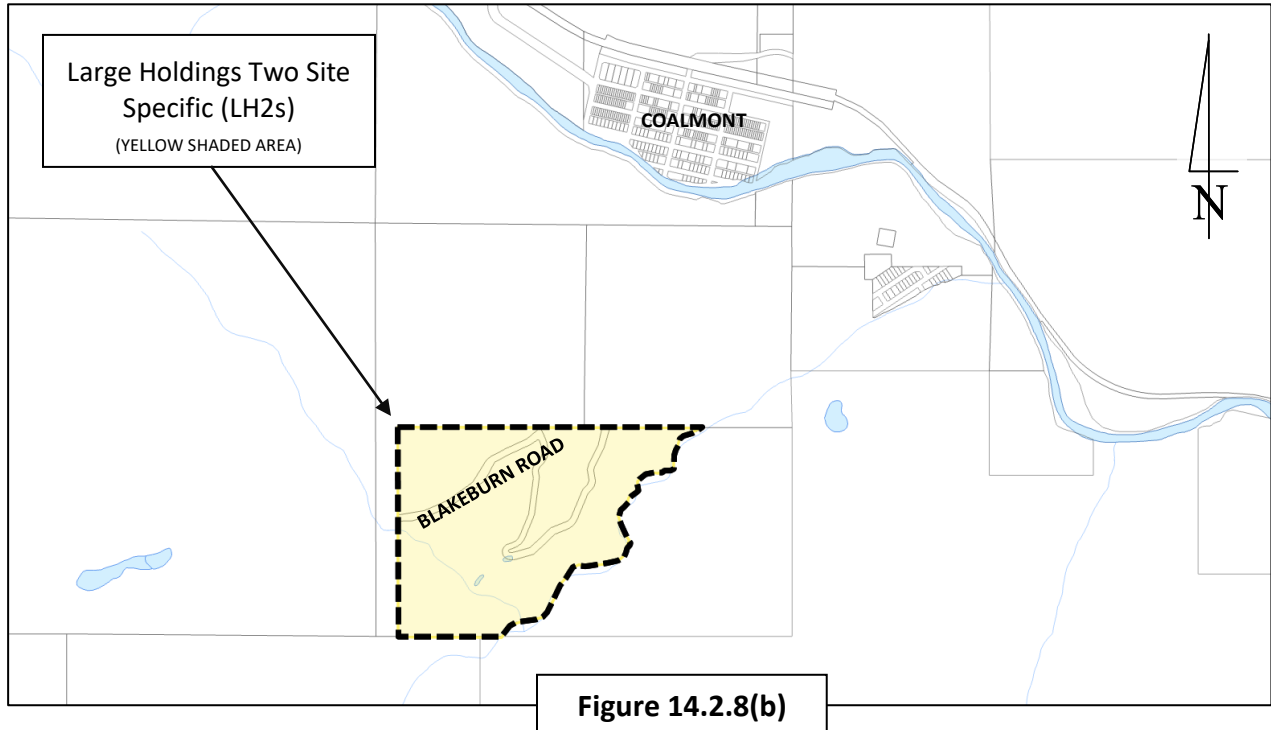 Large Holdings Two Site
Specific (LH2s)
(YELLOW SHADED AREA)
COALMONT
N
BLAKEBURN ROAD
Figure 14.2.8(b)